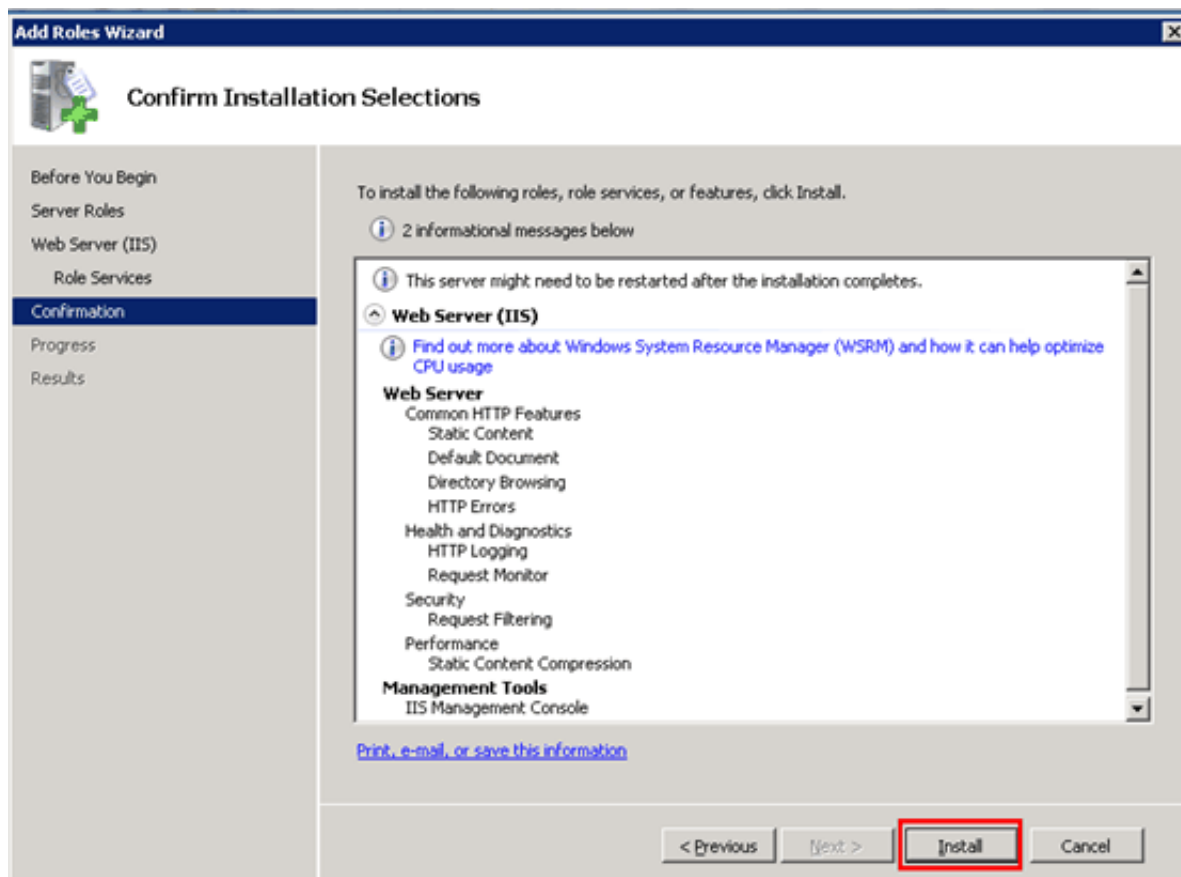 Add Roles Wizard
Confirm Installation Selections
Before You Begin
Server Roles
Web Server (IIS)
Role Services
Confirmation
Progress
Results
To install the following roles, role services, or features, click Install.
2 informational messages below
This server might need to be restarted after the installation completes.
Web Server (IIS)
Find out more about Windows System Resource Manager (WSRM) and how it can help optimize
CPU usage
Web Server
Common HTTP Features
Static Content
Default Document
Directory Browsing
HTTP Errors
Health and Diagnostics
HTTP Logging
Request Monitor
Security
Request Filtering
Performance
Static Content Compression
Management Tools
IIS Management Console
Print, e-mail, or save this information
< Previous
Next >
Install
Cancel